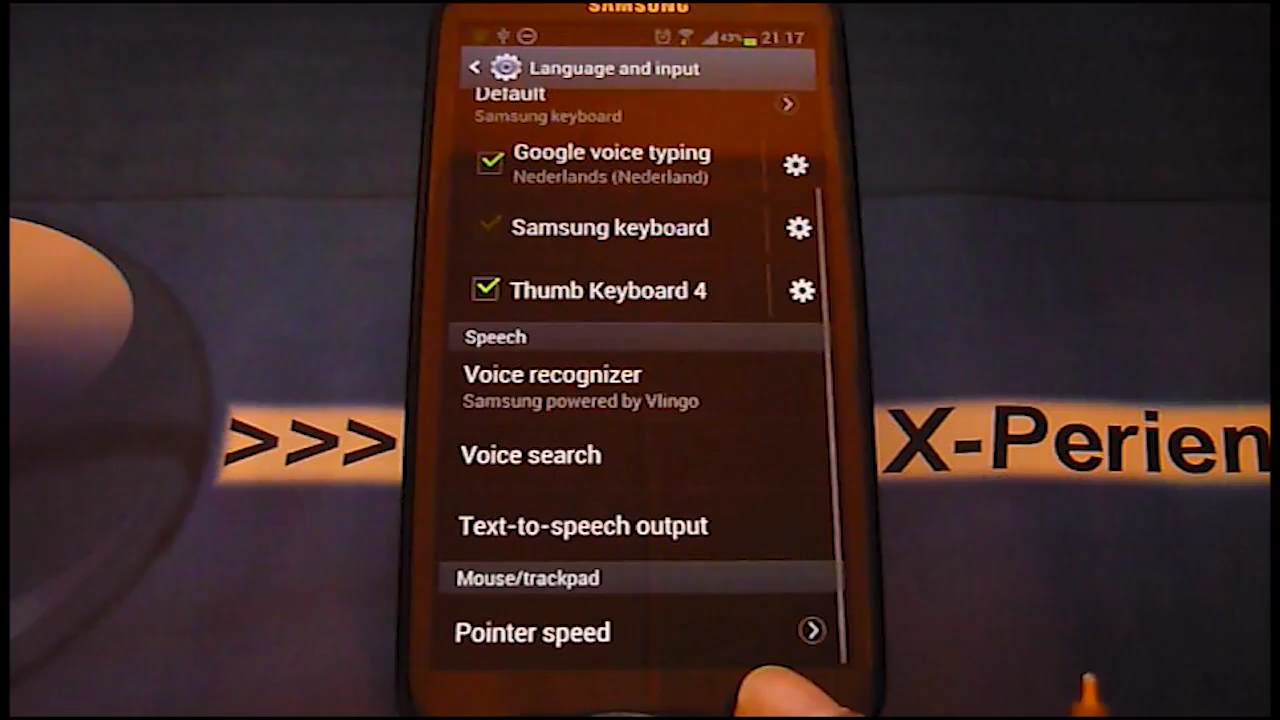 SAMSUNG
43% 21:17
< Language and input
Default
Samsung keyboard
Google voice typing
Nederlands (Nederland)
Samsung keyboard
Thumb Keyboard 4
Speech
Voice recognizer
Samsung powered by Vlingo
>>> X-Perien
Voice search
Text-to-speech output
Mouse/trackpad
Pointer speed